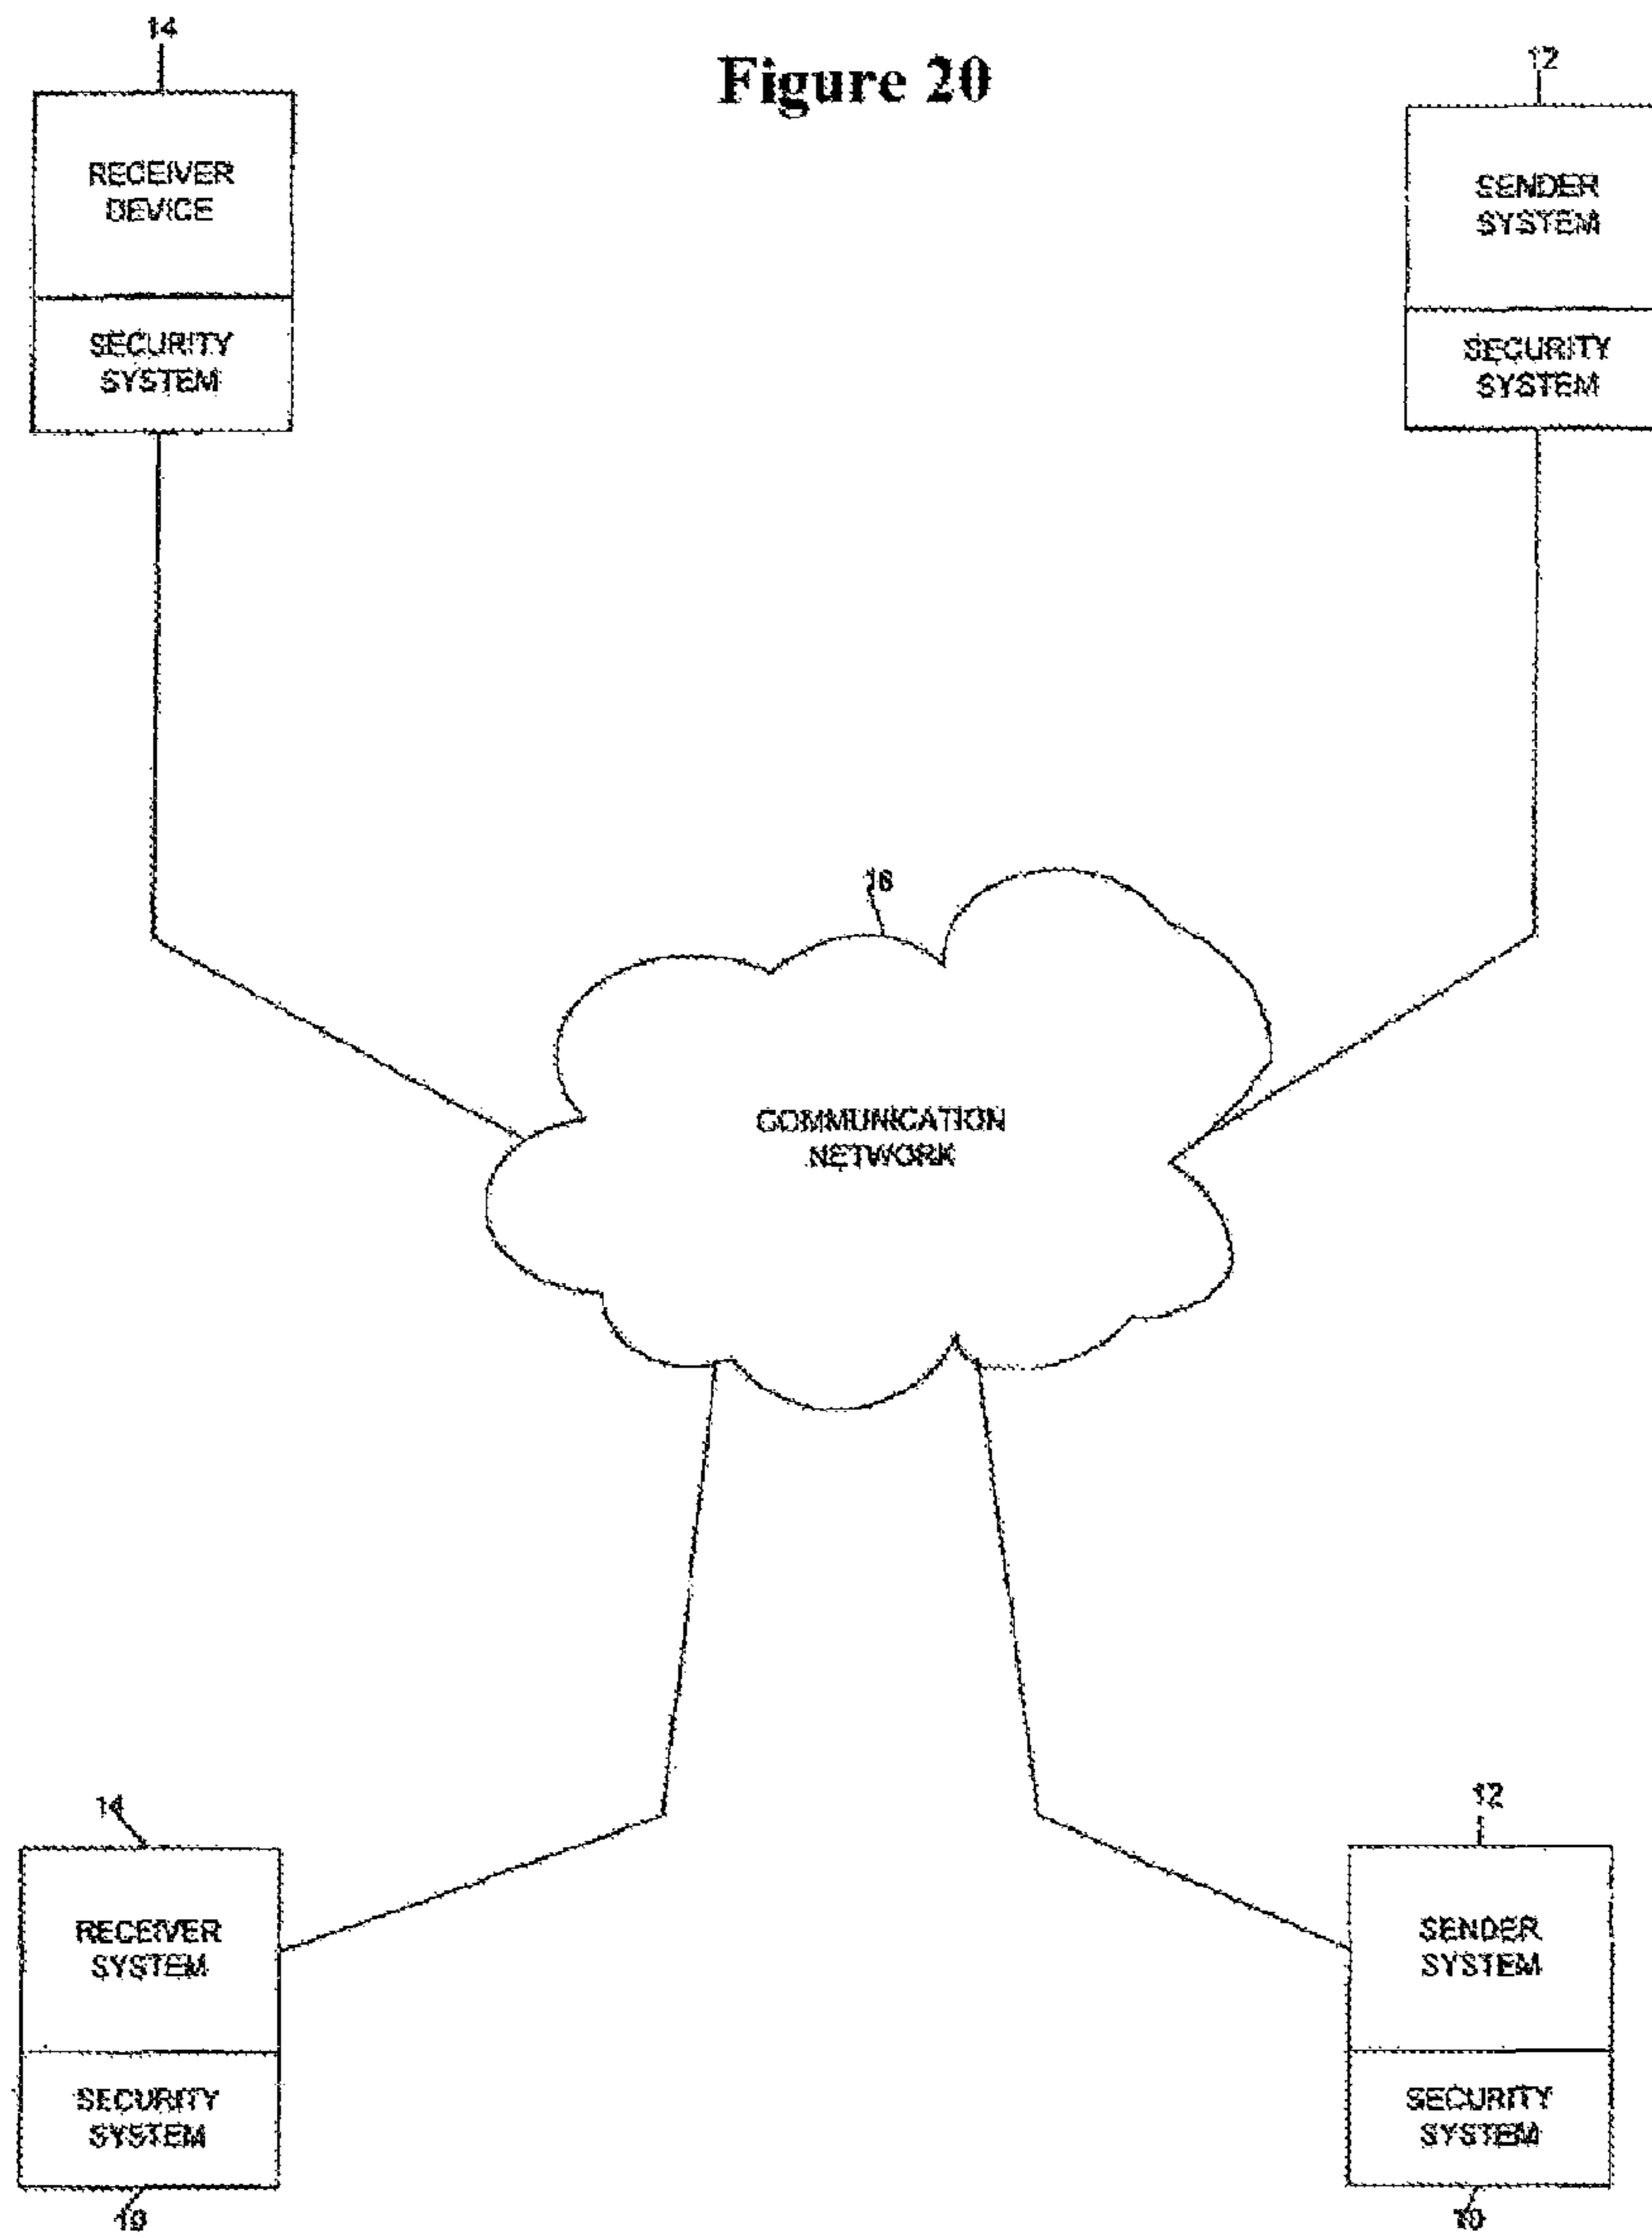 14
Figure 20
12
RECEIVER
DEVICE
SENDER
SYSTEM
SECURITY
SYSTEM
SECURITY
SYSTEM
16
COMMUNICATION
NETWORK
14
12
RECEIVER
SYSTEM
SENDER
SYSTEM
SECURITY
SYSTEM
SECURITY
SYSTEM
10
10